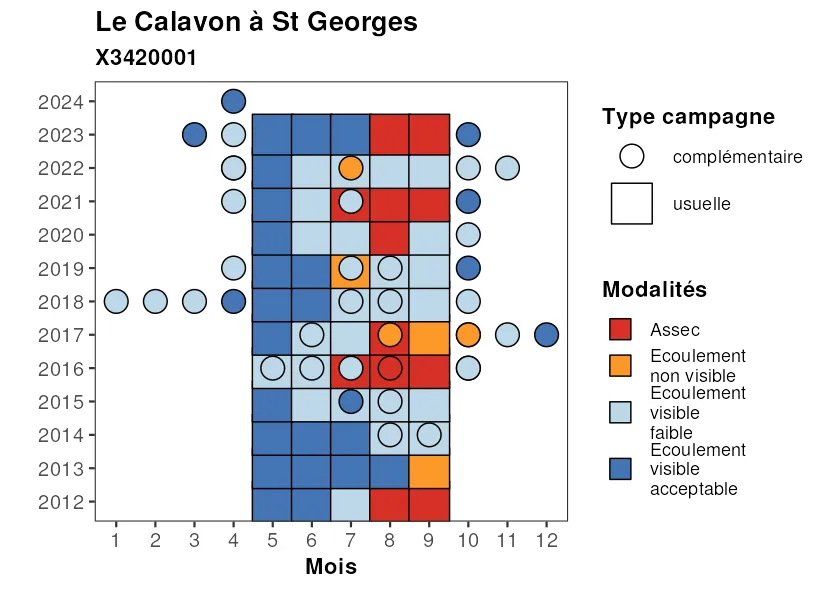 Le Calavon à St Georges
X3420001
2024
2023
2022
2021
2020
2019
2018
2017
2016
2015
2014
2013
2012
1 2 3 4 5 6 7 8 9 10 11 12
Mois
Type campagne
complémentaire
usuelle
Modalités
Assec
Ecoulement
non visible
Ecoulement
visible
faible
Ecoulement
visible
acceptable